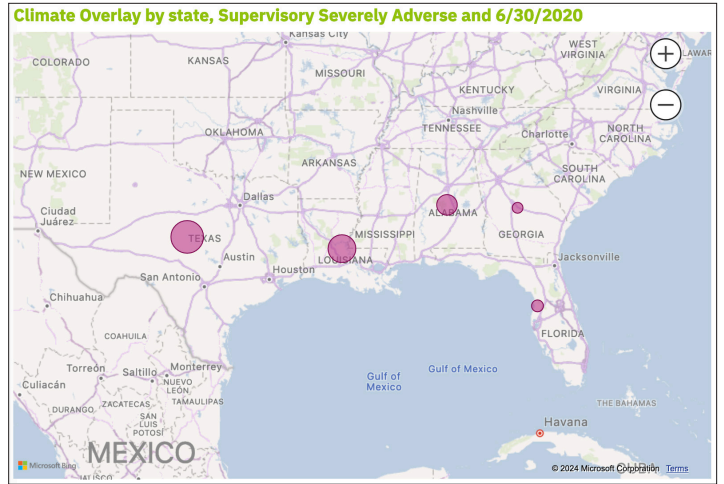 Climate Overlay by state, Supervisory Severely Adverse and 6/30/2020
Kansas City
WEST
VIRGINIA
DELAWAR
COLORADO
KANSAS
MISSOURI
KENTUCKY
VIRGINIA
Nashville
TENNESSEE
Charlotte
NORTH
CAROLINA
OKLAHOMA
ARKANSAS
NEW MEXICO
SOUTH
CAROLINA
Dallas
Ciudad
Juárez
ALABAMA
MISSISSIPPI
GEORGIA
TEXAS
LOUISIANA
Austin
Houston
Jacksonville
San Antonio
Chihuahua
FLORIDA
COAHUILA
Torreón
Saltillo
Monterrey
Gulf of
Mexico
Gulf of Mexico
Culiacán
NUEVO
LEÓN
TAMAULIPAS
DURANGO
ZACATECAS
SAN
LUIS
POTOSÍ
THE BAHAMAS
Havana
MEXICO
CUBA
JALISCO
Microsoft Bing
© 2024 Microsoft Corporation Terms